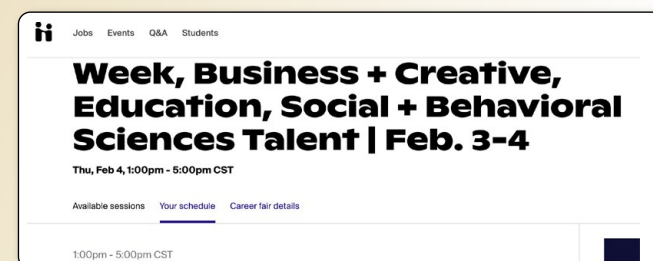 Jobs Events Q&A Students
Week, Business + Creative,
Education, Social + Behavioral
Sciences Talent | Feb. 3-4
Thu, Feb 4, 1:00pm - 5:00pm CST
Available sessions Your schedule Career fair details
1:00pm - 5:00pm CST